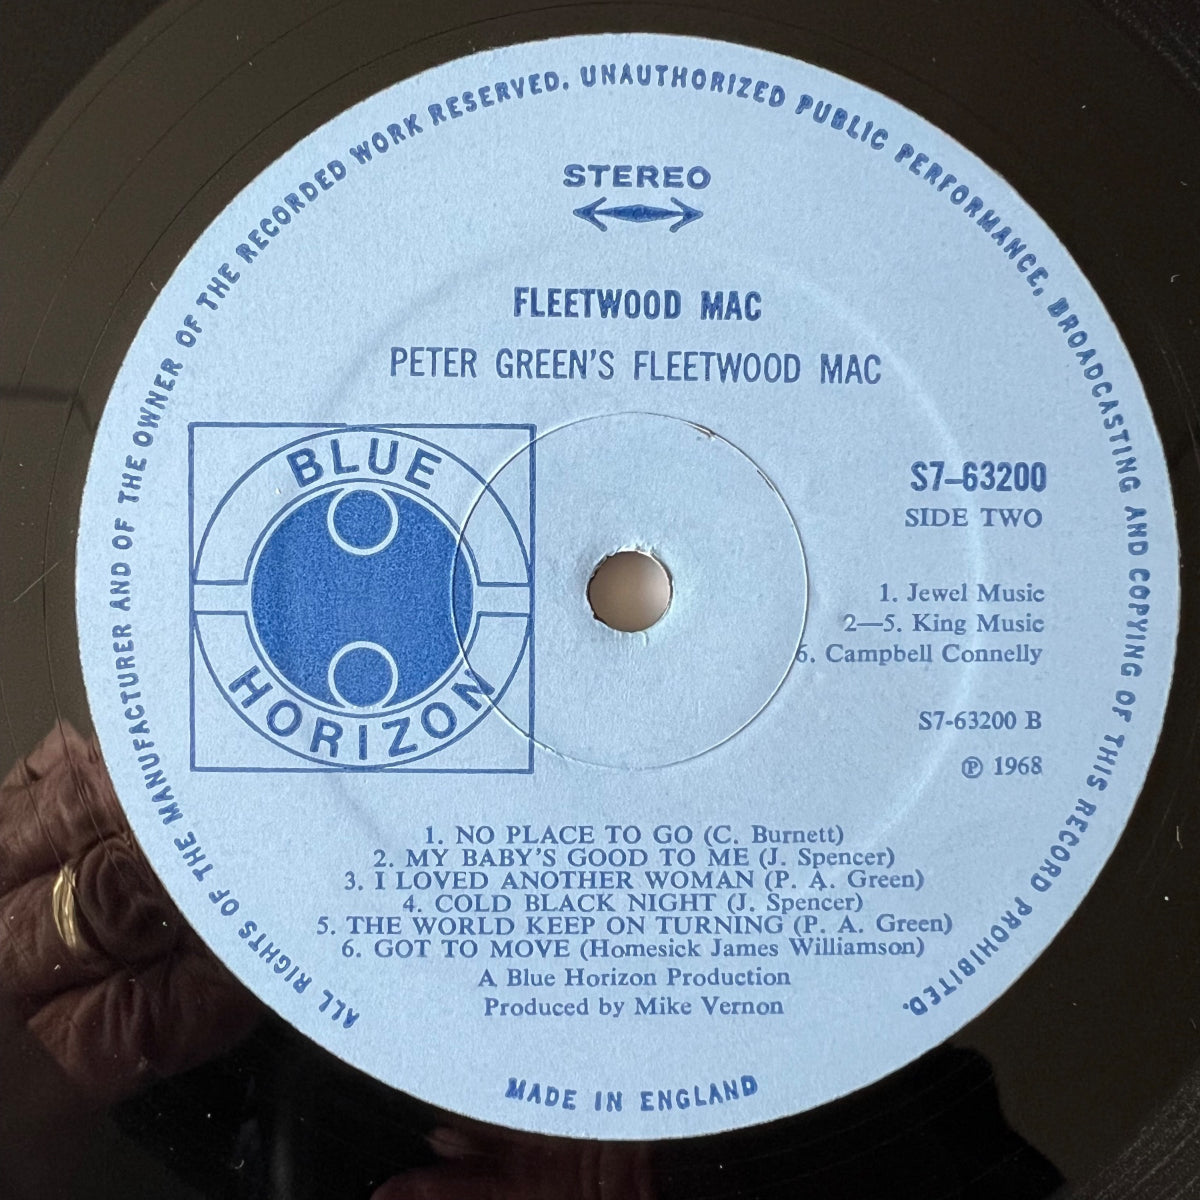 ALL RIGHTS OF THE MANUFACTURER AND OF THE OWNER OF THE RECORDED WORK RESERVED. UNAUTHORIZED PUBLIC PERFORMANCE, BROADCASTING AND COPYING OF THIS RECORD PROHIBITED.
STEREO
FLEETWOOD MAC
PETER GREEN'S FLEETWOOD MAC
BLUE
HORIZON
S7–63200
SIDE TWO
1. Jewel Music
2—5. King Music
6. Campbell Connelly
S7-63200 B
℗ 1968
1. NO PLACE TO GO (C. Burnett)
2. MY BABY'S GOOD TO ME (J. Spencer)
3. I LOVED ANOTHER WOMAN (P. A. Green)
4. COLD BLACK NIGHT (J. Spencer)
5. THE WORLD KEEP ON TURNING (P. A. Green)
6. GOT TO MOVE (Homesick James Williamson)
A Blue Horizon Production
Produced by Mike Vernon
MADE IN ENGLAND